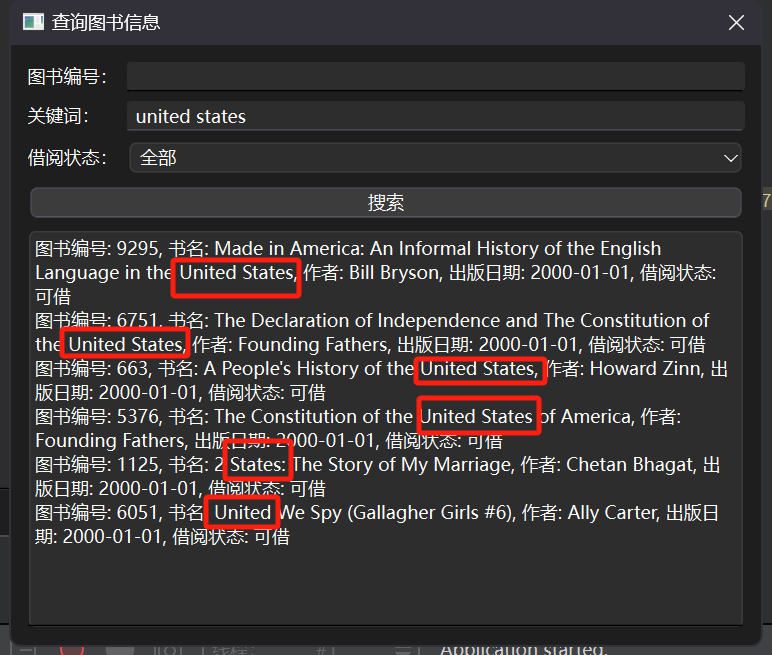 查询图书信息
图书编号:
关键词: united states
借阅状态: 全部
搜索
7
图书编号: 9295, 书名: Made in America: An Informal History of the English
Language in the United States, 作者: Bill Bryson, 出版日期: 2000-01-01, 借阅状态:
可借
图书编号: 6751, 书名: The Declaration of Independence and The Constitution of
the United States, 作者: Founding Fathers, 出版日期: 2000-01-01, 借阅状态: 可借
图书编号: 663, 书名: A People's History of the United States, 作者: Howard Zinn, 出
版日期: 2000-01-01, 借阅状态: 可借
图书编号: 5376, 书名: The Constitution of the United States of America, 作者:
Founding Fathers, 出版日期: 2000-01-01, 借阅状态: 可借
图书编号: 1125, 书名: 2 States: The Story of My Marriage, 作者: Chetan Bhagat, 出
版日期: 2000-01-01, 借阅状态: 可借
图书编号: 6051, 书名: United We Spy (Gallagher Girls #6), 作者: Ally Carter, 出版日
期: 2000-01-01, 借阅状态: 可借
线程: #1 Application started.